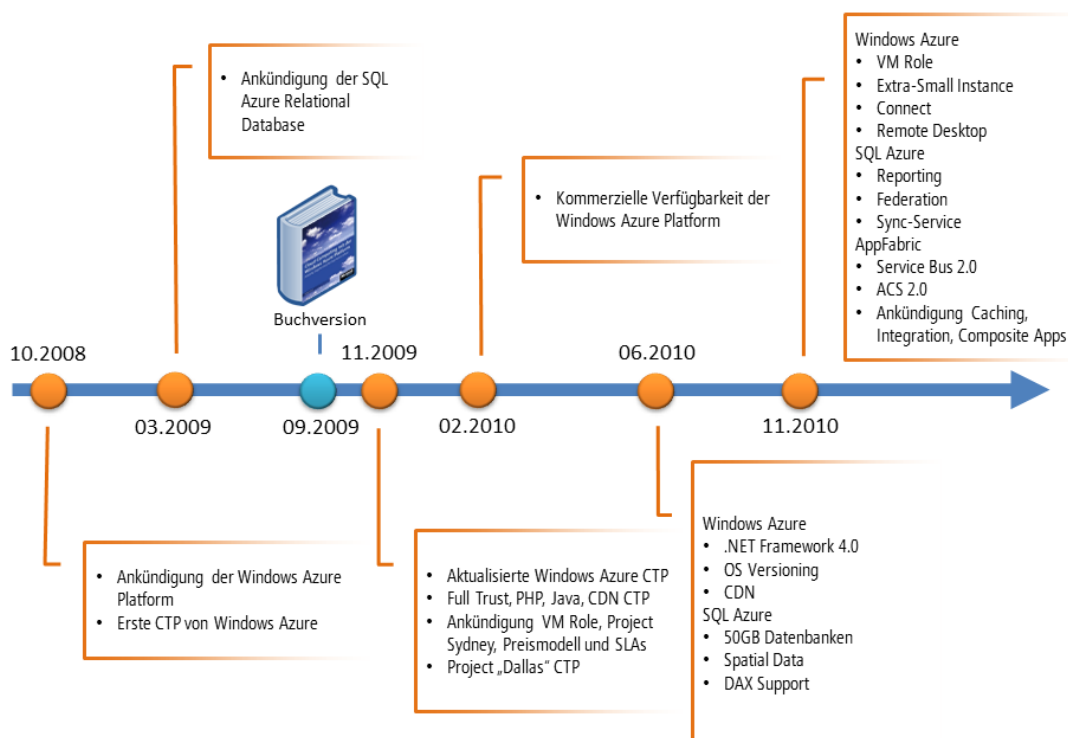 Windows Azure
• VM Role
• Extra-Small Instance
• Connect
• Remote Desktop
SQL Azure
• Reporting
• Federation
• Sync-Service
AppFabric
• Service Bus 2.0
• ACS 2.0
• Ankündigung Caching,
Integration, Composite Apps
• Ankündigung der SQL
Azure Relational
Database
• Kommerzielle Verfügbarkeit der
Windows Azure Platform
Buchversion
10.2008
03.2009
09.2009
11.2009
02.2010
06.2010
11.2010
• Ankündigung der Windows Azure
Platform
• Erste CTP von Windows Azure
• Aktualisierte Windows Azure CTP
• Full Trust, PHP, Java, CDN CTP
• Ankündigung VM Role, Project
Sydney, Preismodell und SLAs
• Project „Dallas“ CTP
Windows Azure
• .NET Framework 4.0
• OS Versioning
• CDN
SQL Azure
• 50GB Datenbanken
• Spatial Data
• DAX Support